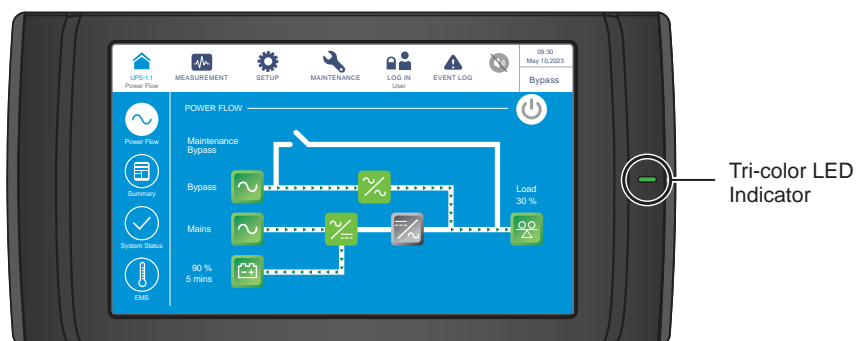 UPS-1.1
Power Flow
MEASUREMENT
SETUP
MAINTENANCE
LOG IN
User
EVENT LOG
09:30
May 10,2023
Bypass
POWER FLOW
Power Flow
Summary
System Status
EMS
Maintenance
Bypass
Bypass
Mains
90 %
5 mins
Load
30 %
Tri-color LED
Indicator